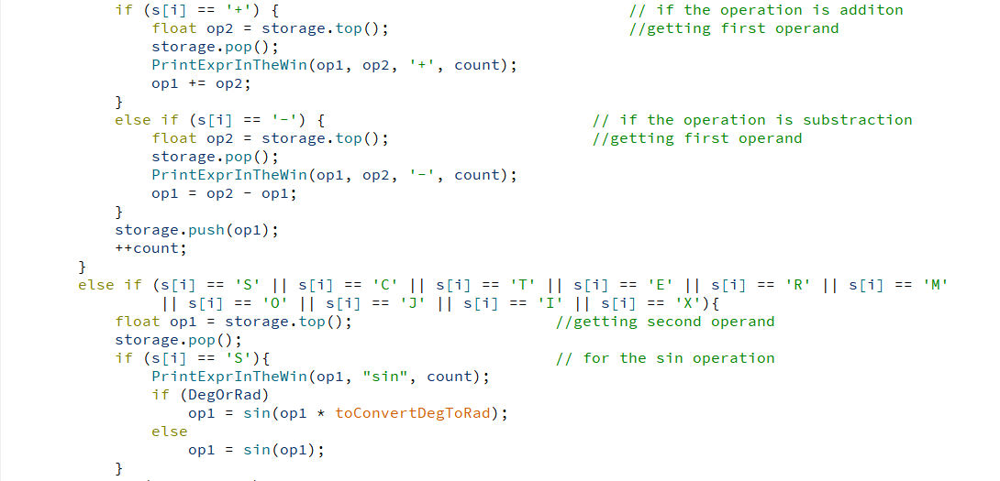 if (s[i] == '+') { // if the operation is additon
float op2 = storage.top(); //getting first operand
storage.pop();
PrintExprInTheWin(op1, op2, '+', count);
op1 += op2;
}
else if (s[i] == '-') { // if the operation is substraction
float op2 = storage.top(); //getting first operand
storage.pop();
PrintExprInTheWin(op1, op2, '-', count);
op1 = op2 - op1;
}
storage.push(op1);
++count;
}
else if (s[i] == 'S' || s[i] == 'C' || s[i] == 'T' || s[i] == 'E' || s[i] == 'R' || s[i] == 'M'
|| s[i] == 'O' || s[i] == 'J' || s[i] == 'I' || s[i] == 'X'){
float op1 = storage.top(); //getting second operand
storage.pop();
if (s[i] == 'S'){ // for the sin operation
PrintExprInTheWin(op1, "sin", count);
if (DegOrRad)
op1 = sin(op1 * toConvertDegToRad);
else
op1 = sin(op1);
}